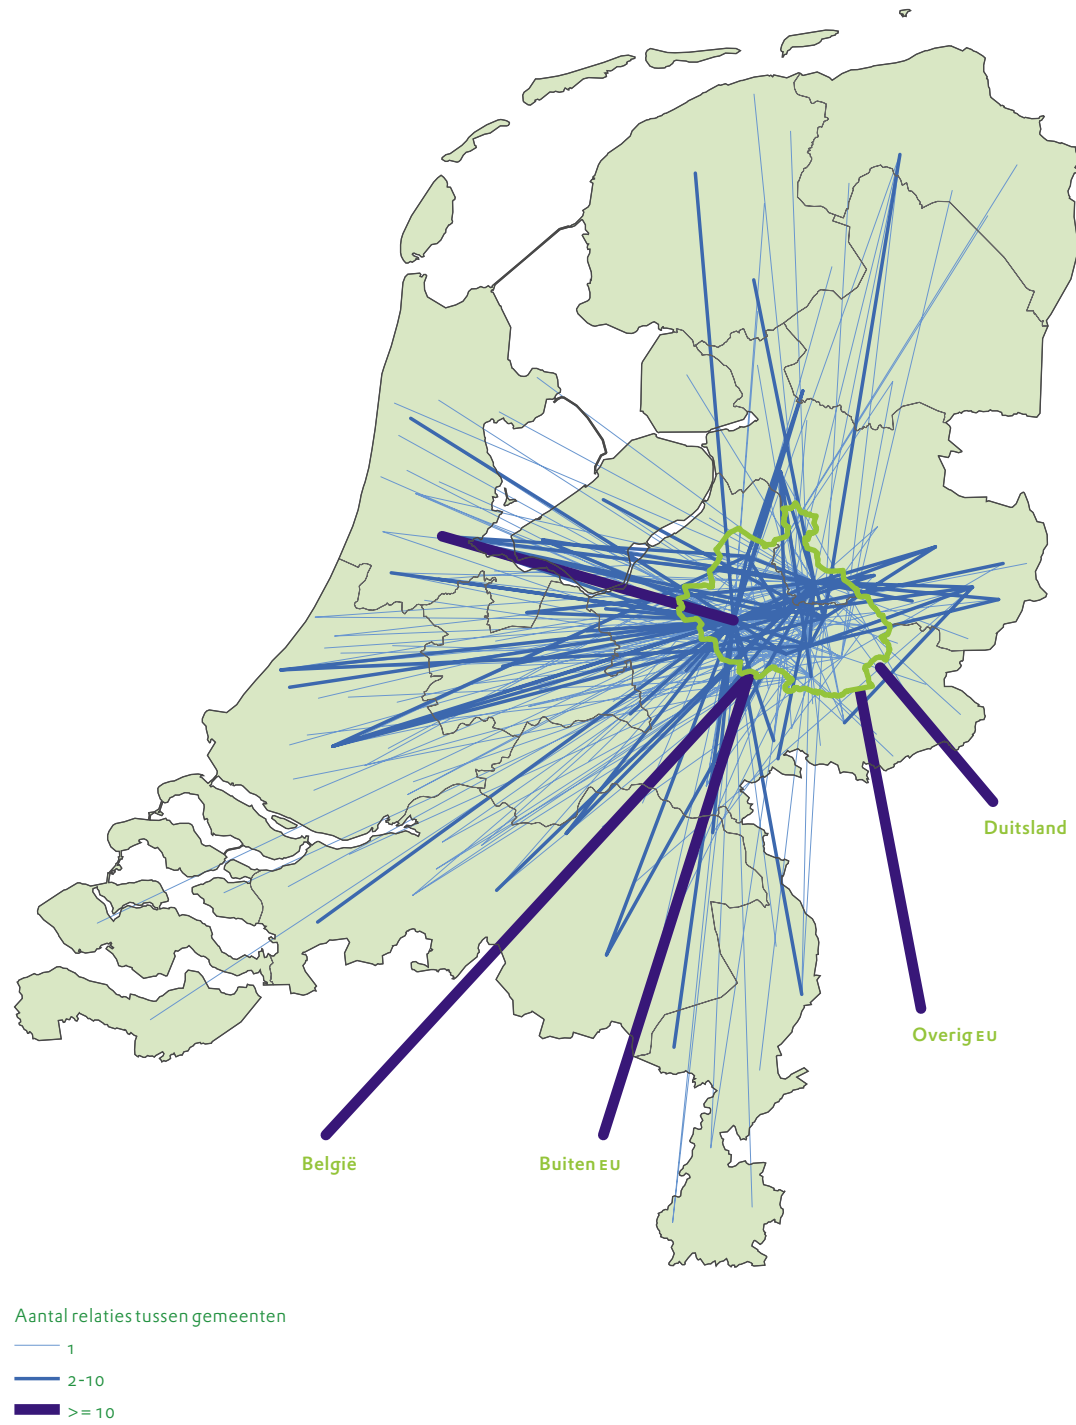 Duitsland
Overig EU
België
Buiten EU
Aantal relaties tussen gemeenten
1
2-10
>= 10